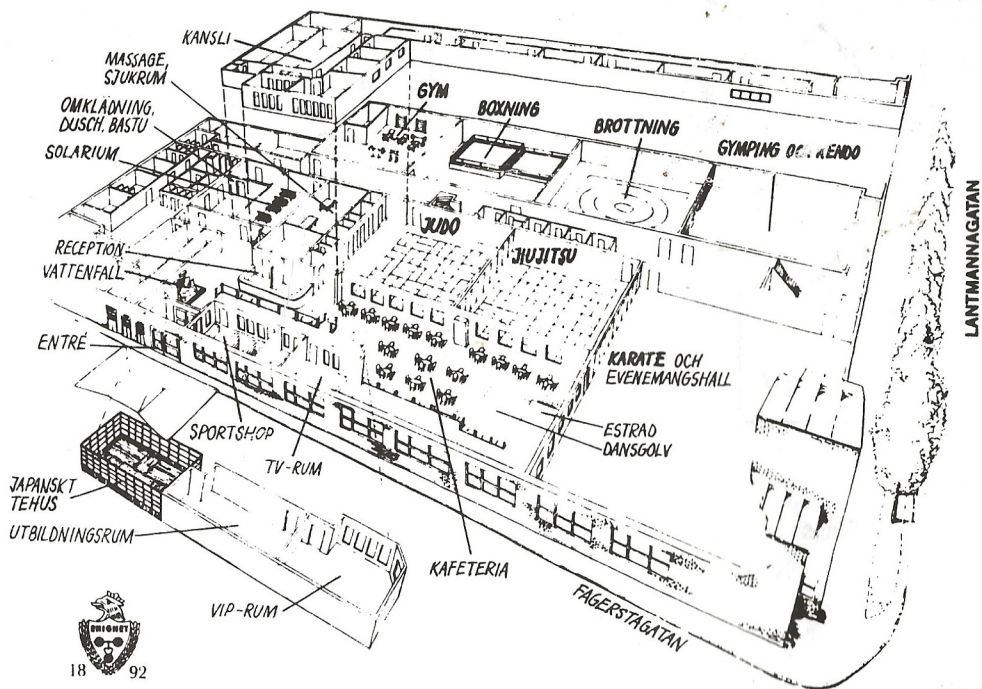 KANSLI
MASSAGE,
SJUKRUM
OMKLÄDNING,
DUSCH, BASTU
SOLARIUM
GYM
BOXNING
BROTTNING
GYMPING OCH KENDO
LANTMANNAGATAN
JUDO
JIUJITSU
RECEPTION
VATTENFALL
ENTRÉ
KARATE OCH
EVENEMANGSHALL
ESTRAD
DANSGOLV
SPORTSHOP
TV-RUM
JAPANSKT
TEHUS
UTBILDNINGSRUM
KAFETERIA
VIP-RUM
FAGERSTAGATAN
ENIGHET
18 92